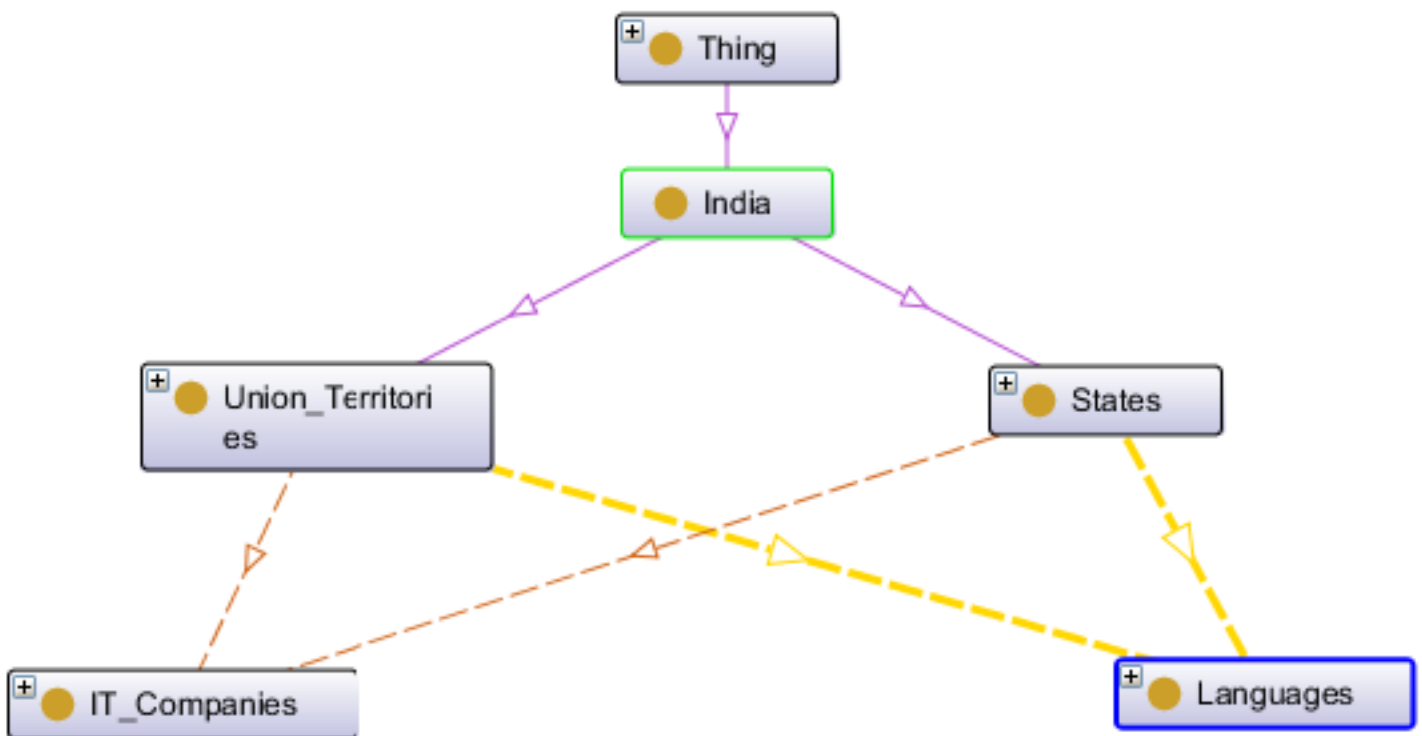 Thing
India
Union_Territori
es
States
IT_Companies
Languages